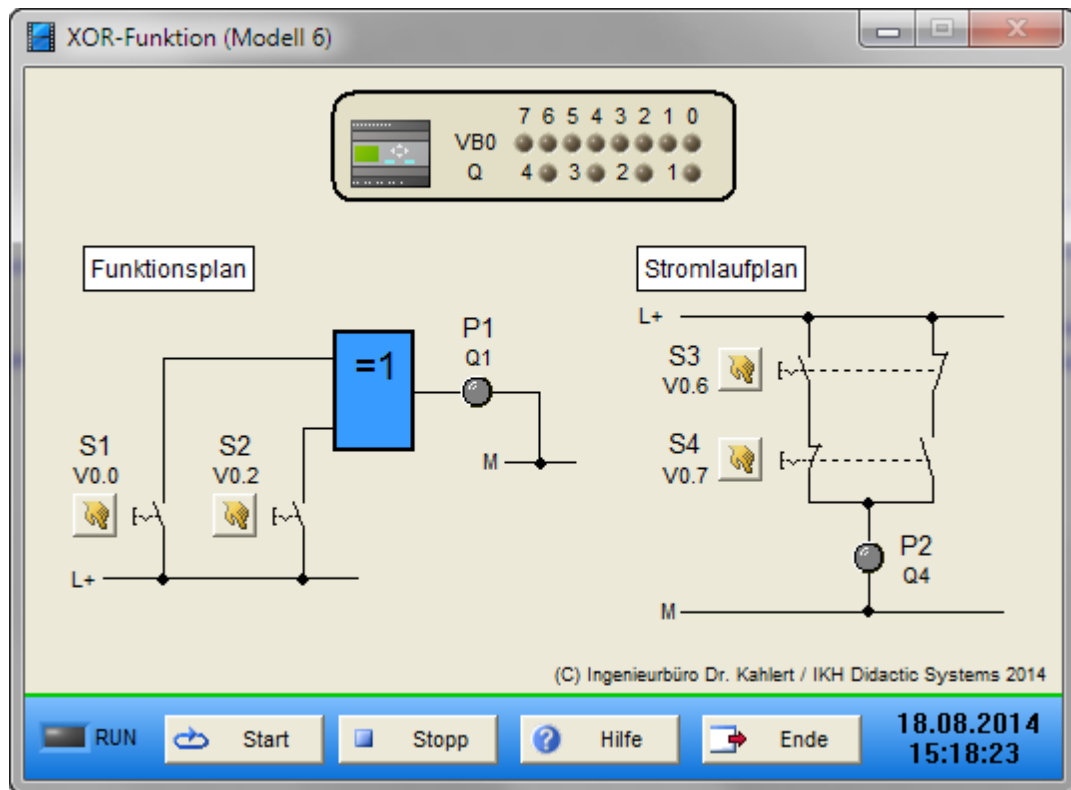 XOR-Funktion (Modell 6)
7 6 5 4 3 2 1 0
VB0
Q 4 3 2 1
Funktionsplan
Stromlaufplan
=1
P1
Q1
M
S1
V0.0
S2
V0.2
L+
L+
S3
V0.6
S4
V0.7
P2
Q4
M
(C) Ingenieurbüro Dr. Kahlert / IKH Didactic Systems 2014
RUN
Start
Stopp
Hilfe
Ende
18.08.2014
15:18:23